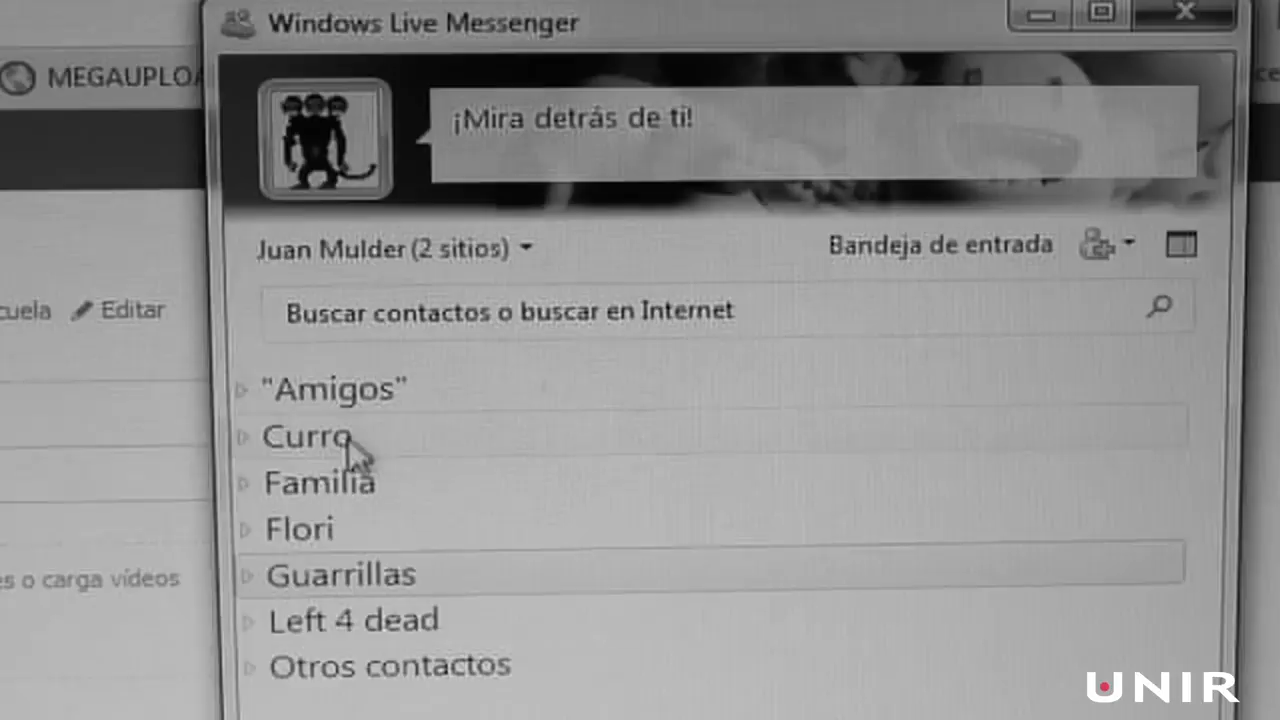 Windows Live Messenger
MEGAUPLOA
¡Mira detrás de ti!
Juan Mulder (2 sitios)
Bandeja de entrada
Buscar contactos o buscar en Internet
cuela
Editar
"Amigos"
Curro
Familia
Flori
Guarrillas
es o carga vídeos
Left 4 dead
Otros contactos
UNIR